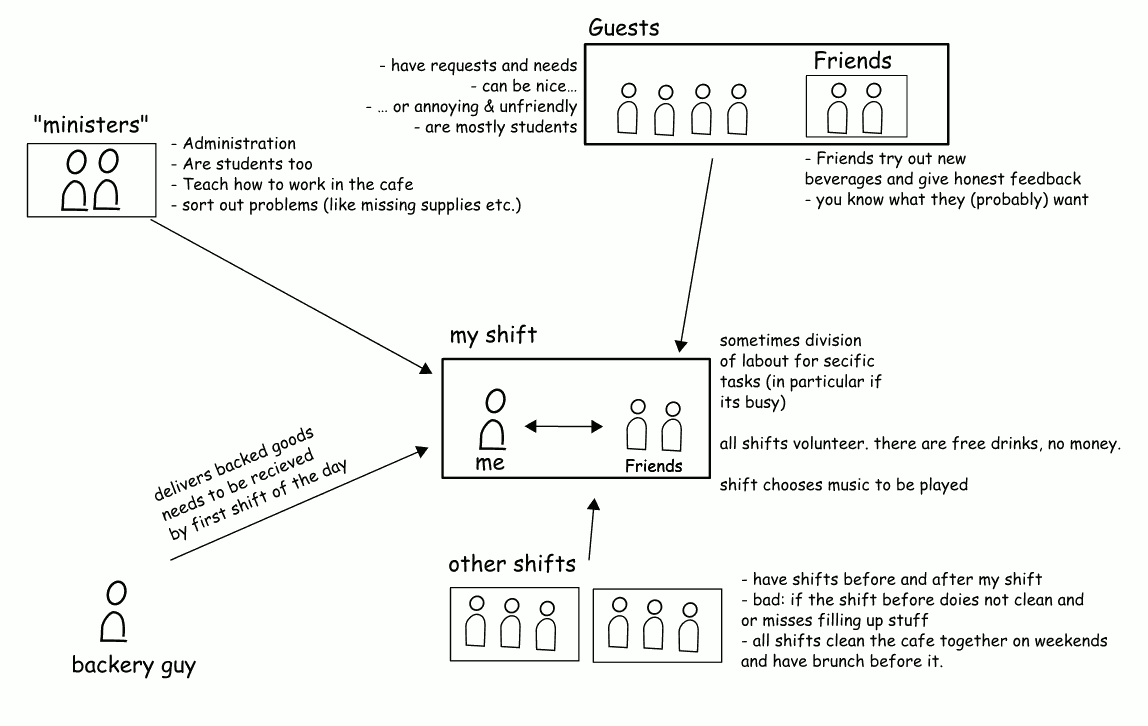 Guests
- have requests and needs
- can be nice...
- ... or annoying & unfriendly
- are mostly students
Friends
- Friends try out new
beverages and give honest feedback
- you know what they (probably) want
"ministers"
- Administration
- Are students too
- Teach how to work in the cafe
- sort out problems (like missing supplies etc.)
my shift
me
Friends
sometimes division
of labout for secific
tasks (in particular if
its busy)
all shifts volunteer. there are free drinks, no money.
shift chooses music to be played
delivers backed goods
needs to be recieved
by first shift of the day
backery guy
other shifts
- have shifts before and after my shift
- bad: if the shift before doies not clean and
or misses filling up stuff
- all shifts clean the cafe together on weekends
and have brunch before it.